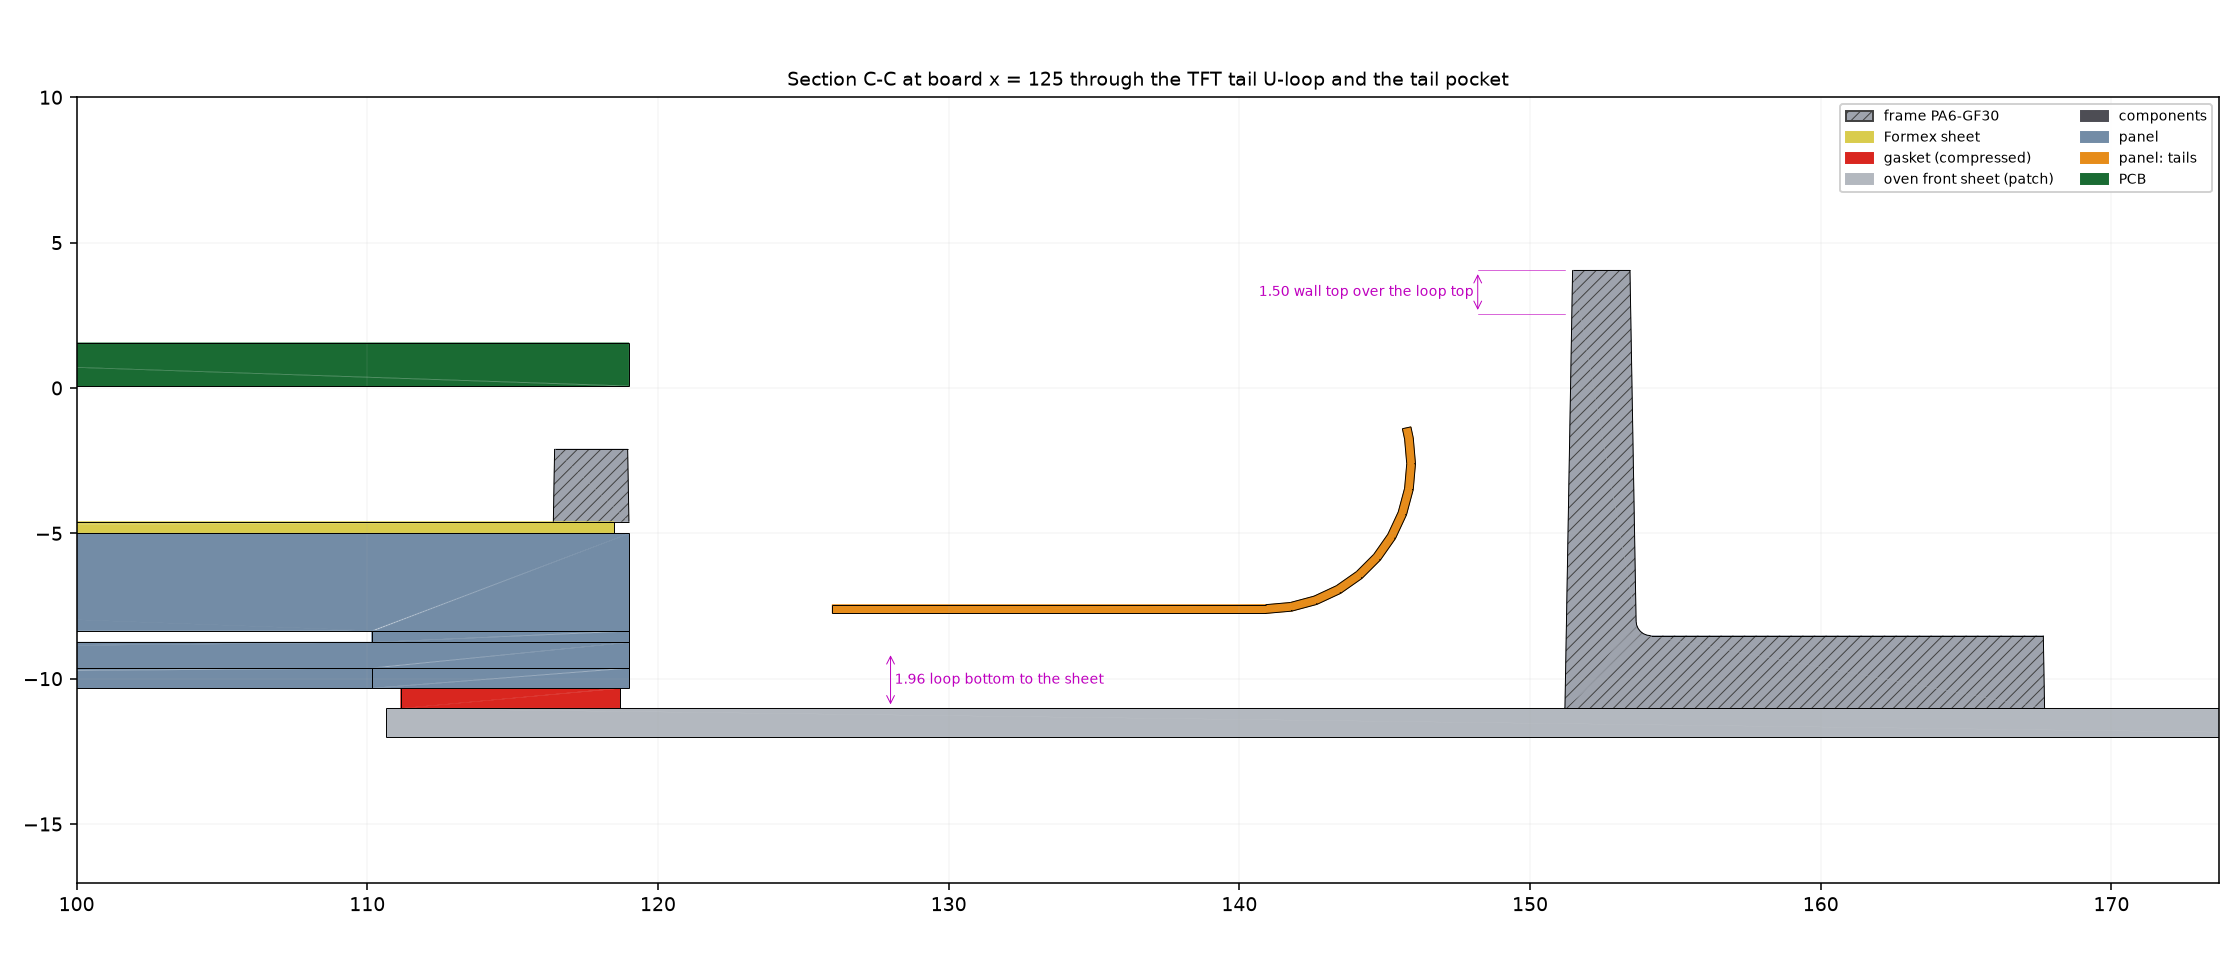 Section C-C at board x = 125 through the TFT tail U-loop and the tail pocket
10
5
0
−5
−10
−15
100
110
120
130
140
150
160
170
frame PA6-GF30
Formex sheet
gasket (compressed)
oven front sheet (patch)
components
panel
panel: tails
PCB
1.50 wall top over the loop top
1.96 loop bottom to the sheet